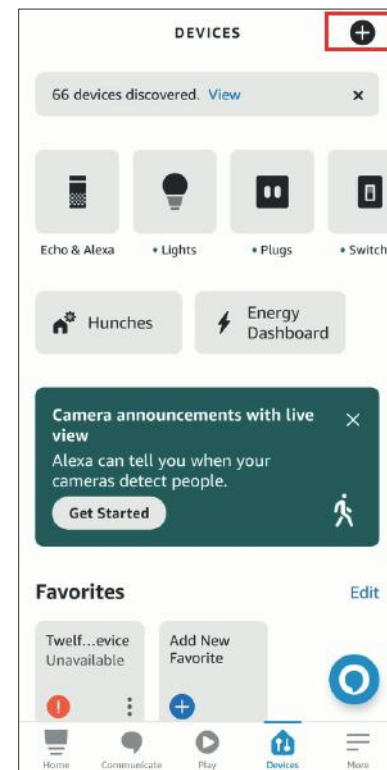 DEVICES
66 devices discovered. View
Echo & Alexa
• Lights
• Plugs
• Switch
Hunches
Energy
Dashboard
Camera announcements with live
view
Alexa can tell you when your
cameras detect people.
Get Started
Favorites
Edit
Twelf...evice
Unavailable
Add New
Favorite
Home
Communicate
Play
Devices
More